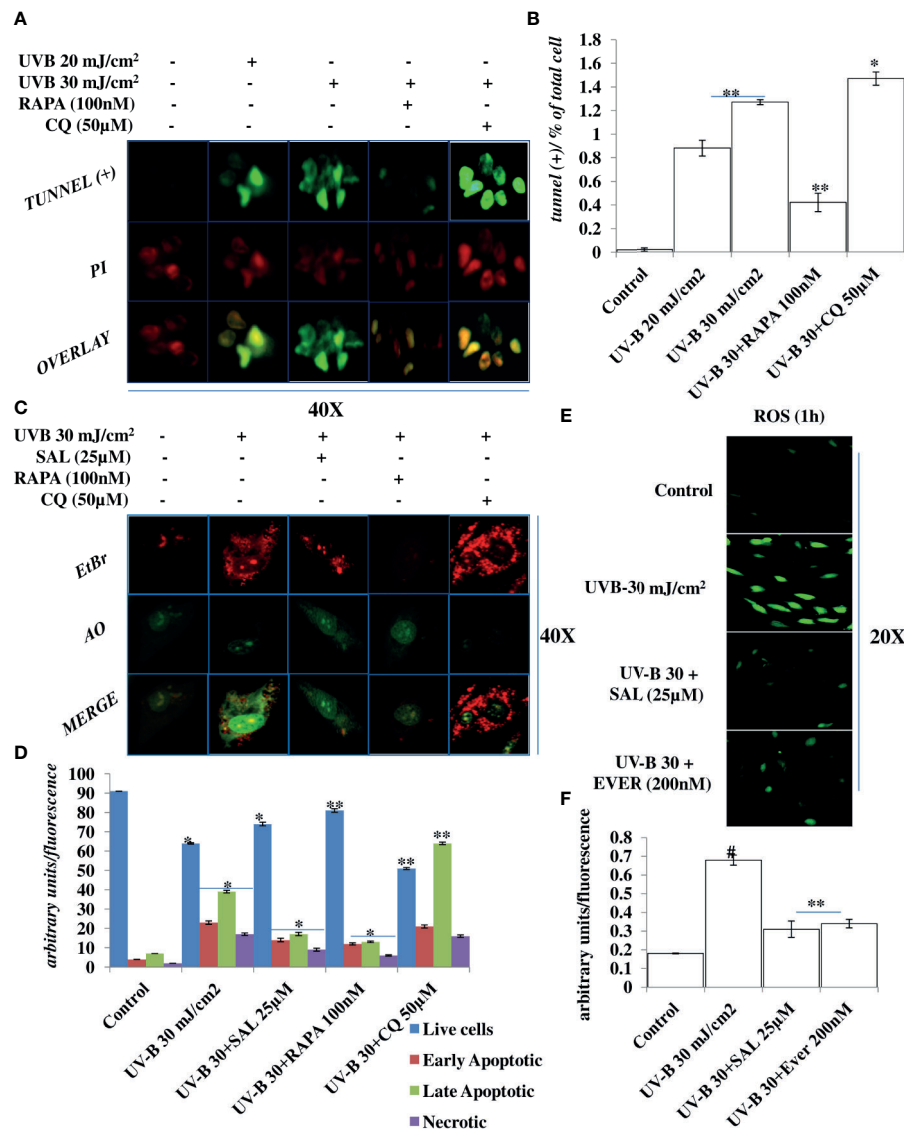 A
UVB 20 mJ/cm² - + - - -
UVB 30 mJ/cm² - - + + +
RAPA (100nM) - - - + -
CQ (50µM) - - - - +
TUNNEL (+)
PI
OVERLAY
40X
B
tunnel (+)/ % of total cell
1.8
1.6
1.4
1.2
1
0.8
0.6
0.4
0.2
0
**
**
*
Control
UV-B 20 mJ/cm2
UV-B 30 mJ/cm2
UV-B 30+RAPA 100nM
UV-B 30+CQ 50µM
C
UVB 30 mJ/cm² - + + + +
SAL (25µM) - - + - -
RAPA (100nM) - - - + -
CQ (50µM) - - - - +
EtBr
AO
MERGE
40X
D
arbitrary units/fluorescence
100
90
80
70
60
50
40
30
20
10
0
*
*
*
*
**
*
**
**
Control
UV-B 30 mJ/cm2
UV-B 30+SAL 25µM
UV-B 30+RAPA 100nM
UV-B 30+CQ 50µM
Live cells
Early Apoptotic
Late Apoptotic
Necrotic
E
ROS (1h)
Control
UVB-30 mJ/cm²
UV-B 30 +
SAL (25µM)
UV-B 30 +
EVER (200nM)
20X
F
arbitrary units/fluorescence
0.8
0.7
0.6
0.5
0.4
0.3
0.2
0.1
0
#
**
Control
UV-B 30 mJ/cm2
UV-B 30+SAL 25µM
UV-B 30+Ever 200nM